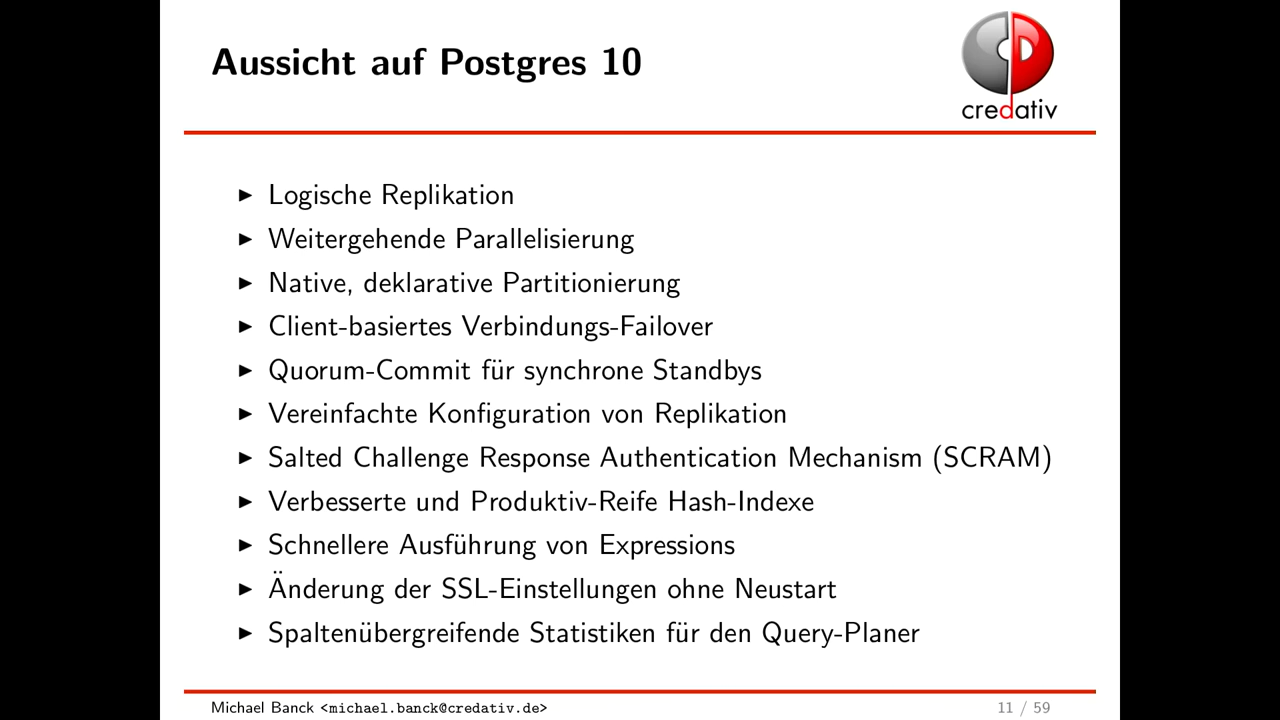 Aussicht auf Postgres 10
credativ
Logische Replikation
Weitergehende Parallelisierung
Native, deklarative Partitionierung
Client-basiertes Verbindungs-Failover
Quorum-Commit für synchrone Standbys
Vereinfachte Konfiguration von Replikation
Salted Challenge Response Authentication Mechanism (SCRAM)
Verbesserte und Produktiv-Reife Hash-Indexe
Schnellere Ausführung von Expressions
Änderung der SSL-Einstellungen ohne Neustart
Spaltenübergreifende Statistiken für den Query-Planer
Michael Banck <michael.banck@credativ.de>
11 / 59